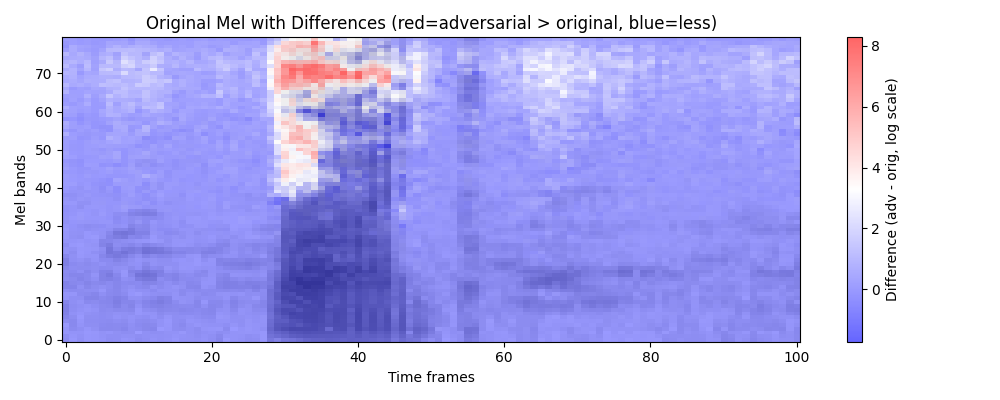 Original Mel with Differences (red=adversarial > original, blue=less)
Mel bands
70
60
50
40
30
20
10
0
0 20 40 60 80 100
Time frames
8
6
4
2
0
Difference (adv - orig, log scale)